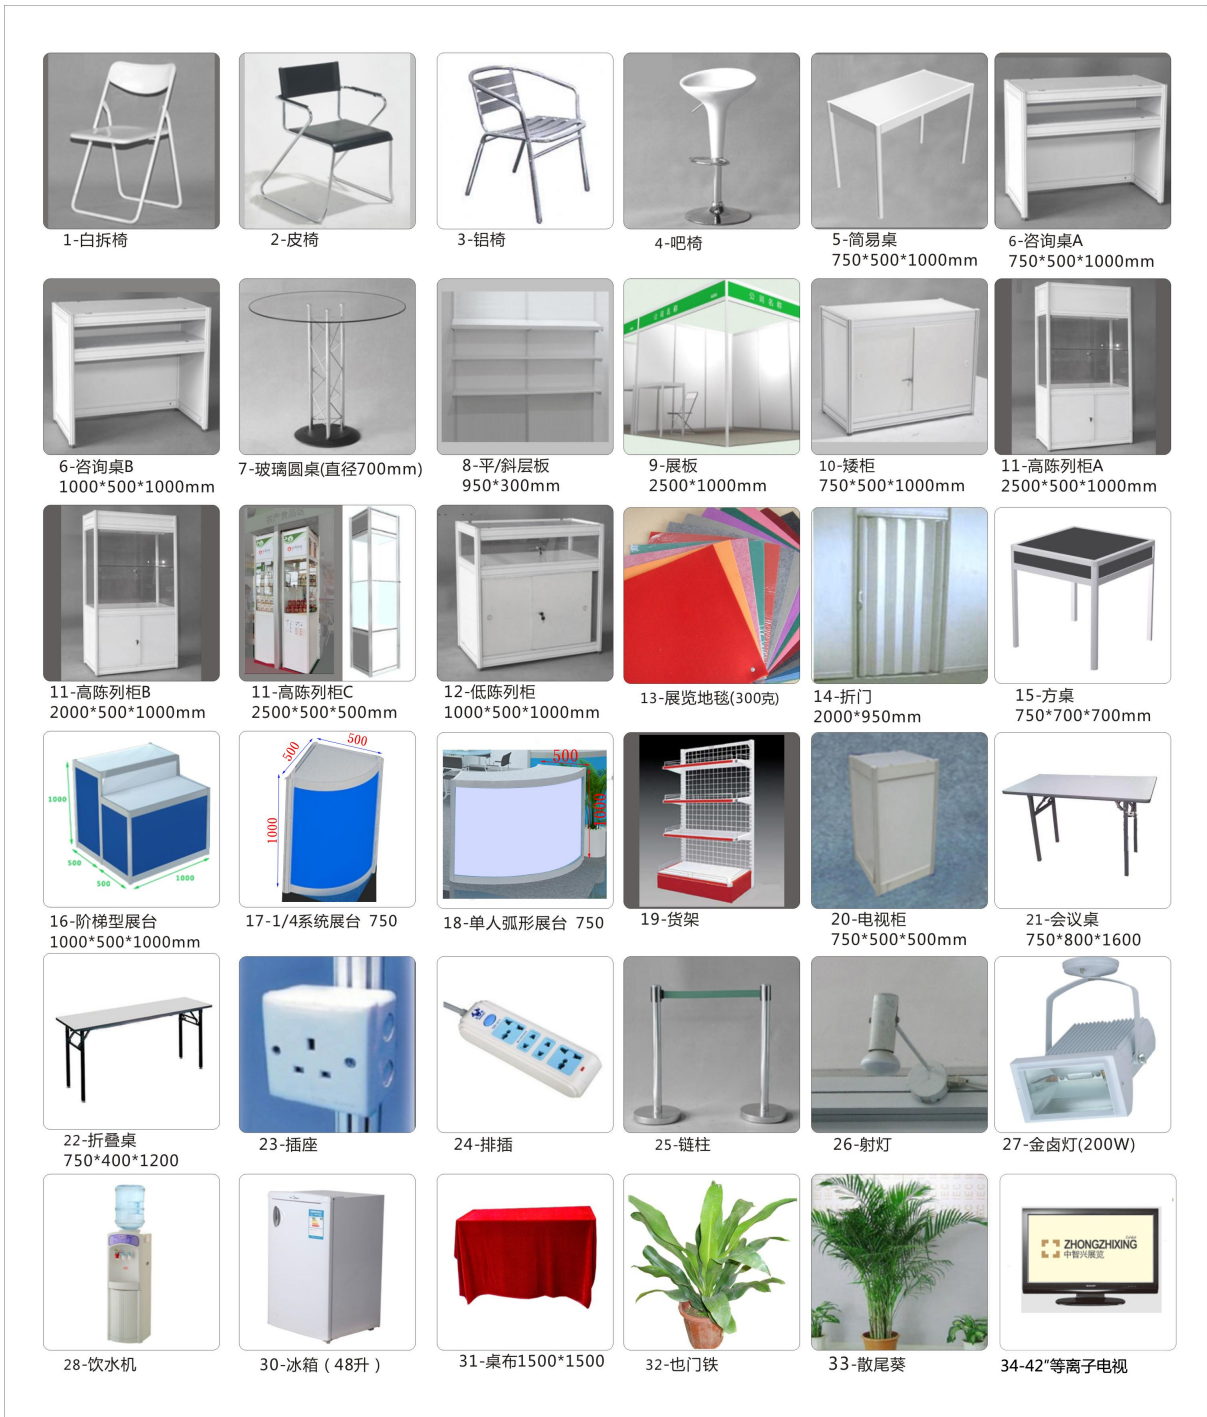 1-白拆椅
2-皮椅
3-铝椅
4-吧椅
5-简易桌
750*500*1000mm
6-咨询桌A
750*500*1000mm
公司名称
公司名称
6-咨询桌B
1000*500*1000mm
7-玻璃圆桌(直径700mm)
8-平/斜层板
950*300mm
9-展板
2500*1000mm
10-矮柜
750*500*1000mm
11-高陈列柜A
2500*500*1000mm
11-高陈列柜B
2000*500*1000mm
11-高陈列柜C
2500*500*500mm
12-低陈列柜
1000*500*1000mm
13-展览地毯(300克)
14-折门
2000*950mm
15-方桌
750*700*700mm
1000
500
500
1000
500
500
1000
500
1000
16-阶梯型展台
1000*500*1000mm
17-1/4系统展台 750
18-单人弧形展台 750
19-货架
20-电视柜
750*500*500mm
21-会议桌
750*800*1600
22-折叠桌
750*400*1200
23-插座
24-排插
25-链柱
26-射灯
27-金卤灯(200W)
ZHONGZHIXING
中智兴展览
28-饮水机
30-冰箱（48升）
31-桌布1500*1500
32-也门铁
33-散尾葵
34-42"等离子电视